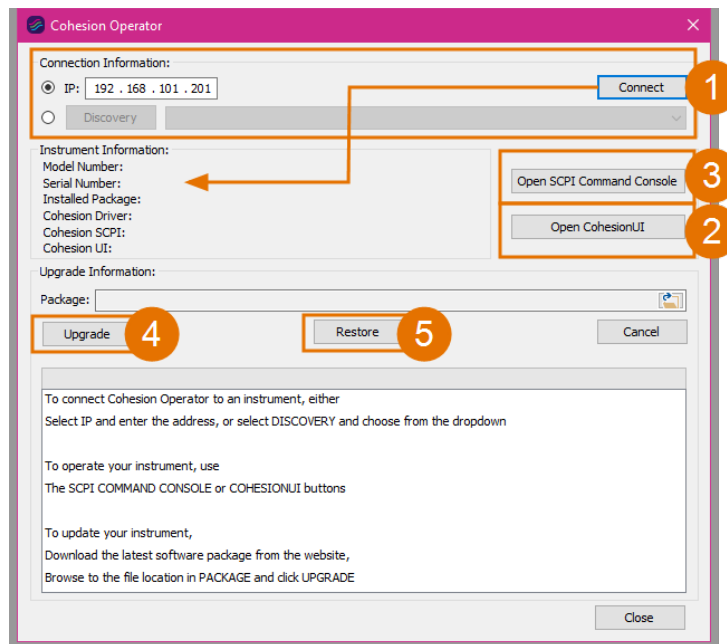 Cohesion Operator
Connection Information:
IP: 192 . 168 . 101 . 201
Connect
1
Discovery
Instrument Information:
Model Number:
Serial Number:
Installed Package:
Cohesion Driver:
Cohesion SCPI:
Cohesion UI:
Open SCPI Command Console
3
Open CohesionUI
2
Upgrade Information:
Package:
Upgrade
4
Restore
5
Cancel
To connect Cohesion Operator to an instrument, either
Select IP and enter the address, or select DISCOVERY and choose from the dropdown
To operate your instrument, use
The SCPI COMMAND CONSOLE or COHESIONUI buttons
To update your instrument,
Download the latest software package from the website,
Browse to the file location in PACKAGE and click UPGRADE
Close